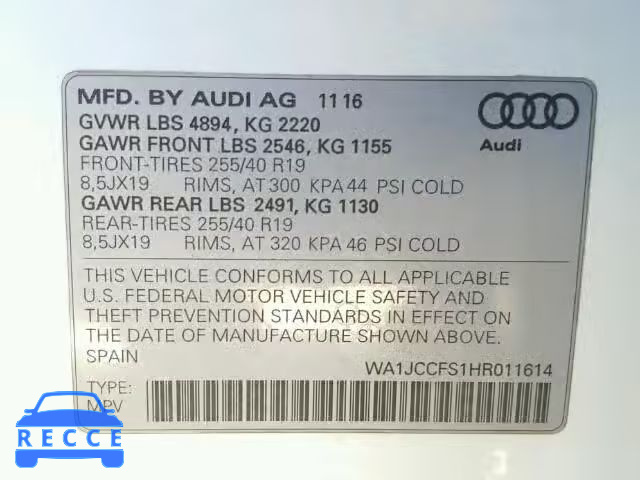 MFD. BY AUDI AG 11 16
GVWR LBS 4894, KG 2220
GAWR FRONT LBS 2546, KG 1155
FRONT-TIRES 255/40 R19
8,5JX19 RIMS, AT 300 KPA 44 PSI COLD
GAWR REAR LBS 2491, KG 1130
REAR-TIRES 255/40 R19
8,5JX19 RIMS, AT 320 KPA 46 PSI COLD
Audi
THIS VEHICLE CONFORMS TO ALL APPLICABLE
U.S. FEDERAL MOTOR VEHICLE SAFETY AND
THEFT PREVENTION STANDARDS IN EFFECT ON
THE DATE OF MANUFACTURE SHOWN ABOVE.
SPAIN
WA1JCCFS1HR011614
TYPE:
MPV
RECCE